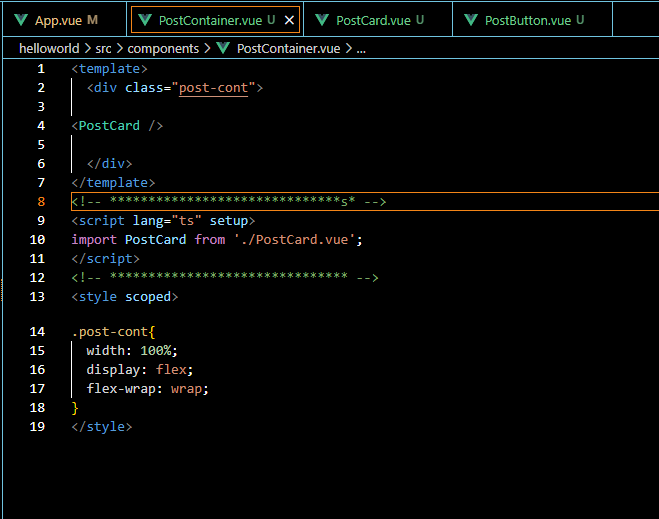 App.vue M PostContainer.vue U PostCard.vue U PostButton.vue U
helloworld > src > components > PostContainer.vue > ...
1 <template>
2 <div class="post-cont">
3
4 <PostCard />
5
6 </div>
7 </template>
8 <!-- ******************************s* -->
9 <script lang="ts" setup>
10 import PostCard from './PostCard.vue';
11 </script>
12 <!-- ******************************* -->
13 <style scoped>
14 .post-cont{
15 width: 100%;
16 display: flex;
17 flex-wrap: wrap;
18 }
19 </style>